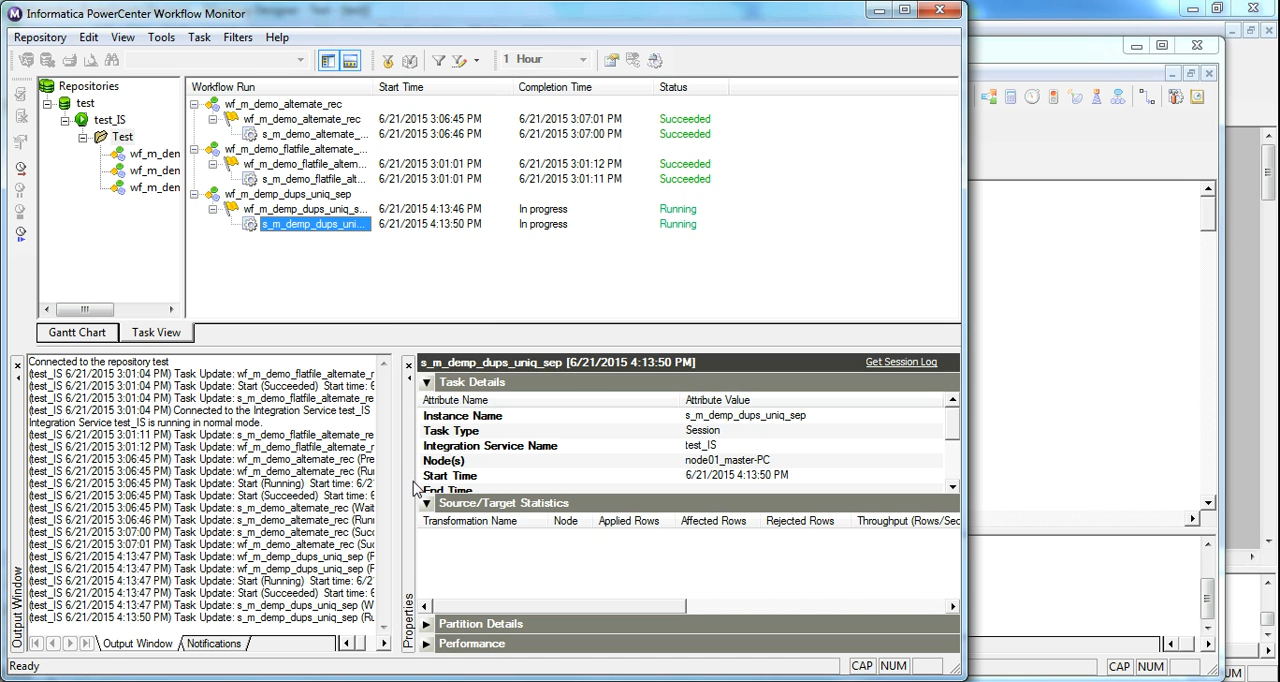 Informatica PowerCenter Workflow Monitor
Repository Edit View Tools Task Filters Help
1 Hour
Repositories
test
test_IS
Test
wf_m_den
wf_m_den
wf_m_den
Workflow Run Start Time Completion Time Status
wf_m_demo_alternate_rec
wf_m_demo_alternate_rec 6/21/2015 3:06:45 PM 6/21/2015 3:07:01 PM Succeeded
s_m_demo_alternate_... 6/21/2015 3:06:46 PM 6/21/2015 3:07:00 PM Succeeded
wf_m_demo_flatfile_alternate_...
wf_m_demo_flatfile_altern... 6/21/2015 3:01:01 PM 6/21/2015 3:01:12 PM Succeeded
s_m_demo_flatfile_alt... 6/21/2015 3:01:01 PM 6/21/2015 3:01:11 PM Succeeded
wf_m_demp_dups_uniq_sep
wf_m_demp_dups_uniq_s... 6/21/2015 4:13:46 PM In progress Running
s_m_demp_dups_uni... 6/21/2015 4:13:50 PM In progress Running
Gantt Chart Task View
Connected to the repository test
(test_IS 6/21/2015 3:01:04 PM) Task Update: wf_m_demo_flatfile_alternate_r
(test_IS 6/21/2015 3:01:04 PM) Task Update: Start (Succeeded) Start time: 6
(test_IS 6/21/2015 3:01:04 PM) Task Update: s_m_demo_flatfile_alternate_re
(test_IS 6/21/2015 3:01:04 PM) Connected to the Integration Service test_IS
Integration Service test_IS is running in normal mode.
(test_IS 6/21/2015 3:01:11 PM) Task Update: s_m_demo_flatfile_alternate_re
(test_IS 6/21/2015 3:01:12 PM) Task Update: wf_m_demo_flatfile_alternate_r
(test_IS 6/21/2015 3:06:45 PM) Task Update: wf_m_demo_alternate_rec (Pre
(test_IS 6/21/2015 3:06:45 PM) Task Update: wf_m_demo_alternate_rec (Ru
(test_IS 6/21/2015 3:06:45 PM) Task Update: Start (Running) Start time: 6/2
(test_IS 6/21/2015 3:06:45 PM) Task Update: Start (Succeeded) Start time: 6
(test_IS 6/21/2015 3:06:45 PM) Task Update: s_m_demo_alternate_rec (Wait
(test_IS 6/21/2015 3:06:46 PM) Task Update: s_m_demo_alternate_rec (Runn
(test_IS 6/21/2015 3:07:00 PM) Task Update: s_m_demo_alternate_rec (Succ
(test_IS 6/21/2015 3:07:01 PM) Task Update: wf_m_demo_alternate_rec (Suc
(test_IS 6/21/2015 4:13:47 PM) Task Update: wf_m_demp_dups_uniq_sep (F
(test_IS 6/21/2015 4:13:47 PM) Task Update: wf_m_demp_dups_uniq_sep (F
(test_IS 6/21/2015 4:13:47 PM) Task Update: Start (Running) Start time: 6/2
(test_IS 6/21/2015 4:13:47 PM) Task Update: Start (Succeeded) Start time: 6
(test_IS 6/21/2015 4:13:47 PM) Task Update: s_m_demp_dups_uniq_sep (W
(test_IS 6/21/2015 4:13:50 PM) Task Update: s_m_demp_dups_uniq_sep (Ru
Output Window Notifications
Output Window
Properties
s_m_demp_dups_uniq_sep [6/21/2015 4:13:50 PM] Get Session Log
Task Details
Attribute Name Attribute Value
Instance Name s_m_demp_dups_uniq_sep
Task Type Session
Integration Service Name test_IS
Node(s) node01_master-PC
Start Time 6/21/2015 4:13:50 PM
End Time
Source/Target Statistics
Transformation Name Node Applied Rows Affected Rows Rejected Rows Throughput (Rows/Sec
Partition Details
Performance
Ready CAP NUM
CAP NUM
UM